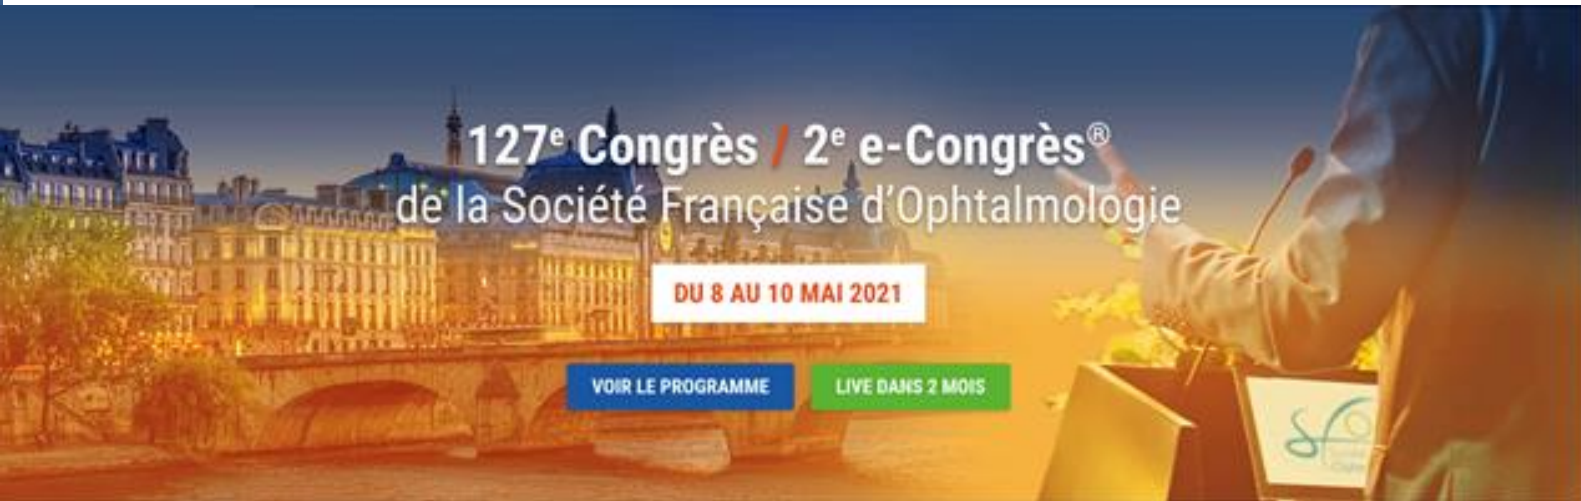 127e Congrès / 2e e-Congrès®
de la Société Française d'Ophtalmologie
DU 8 AU 10 MAI 2021
VOIR LE PROGRAMME
LIVE DANS 2 MOIS